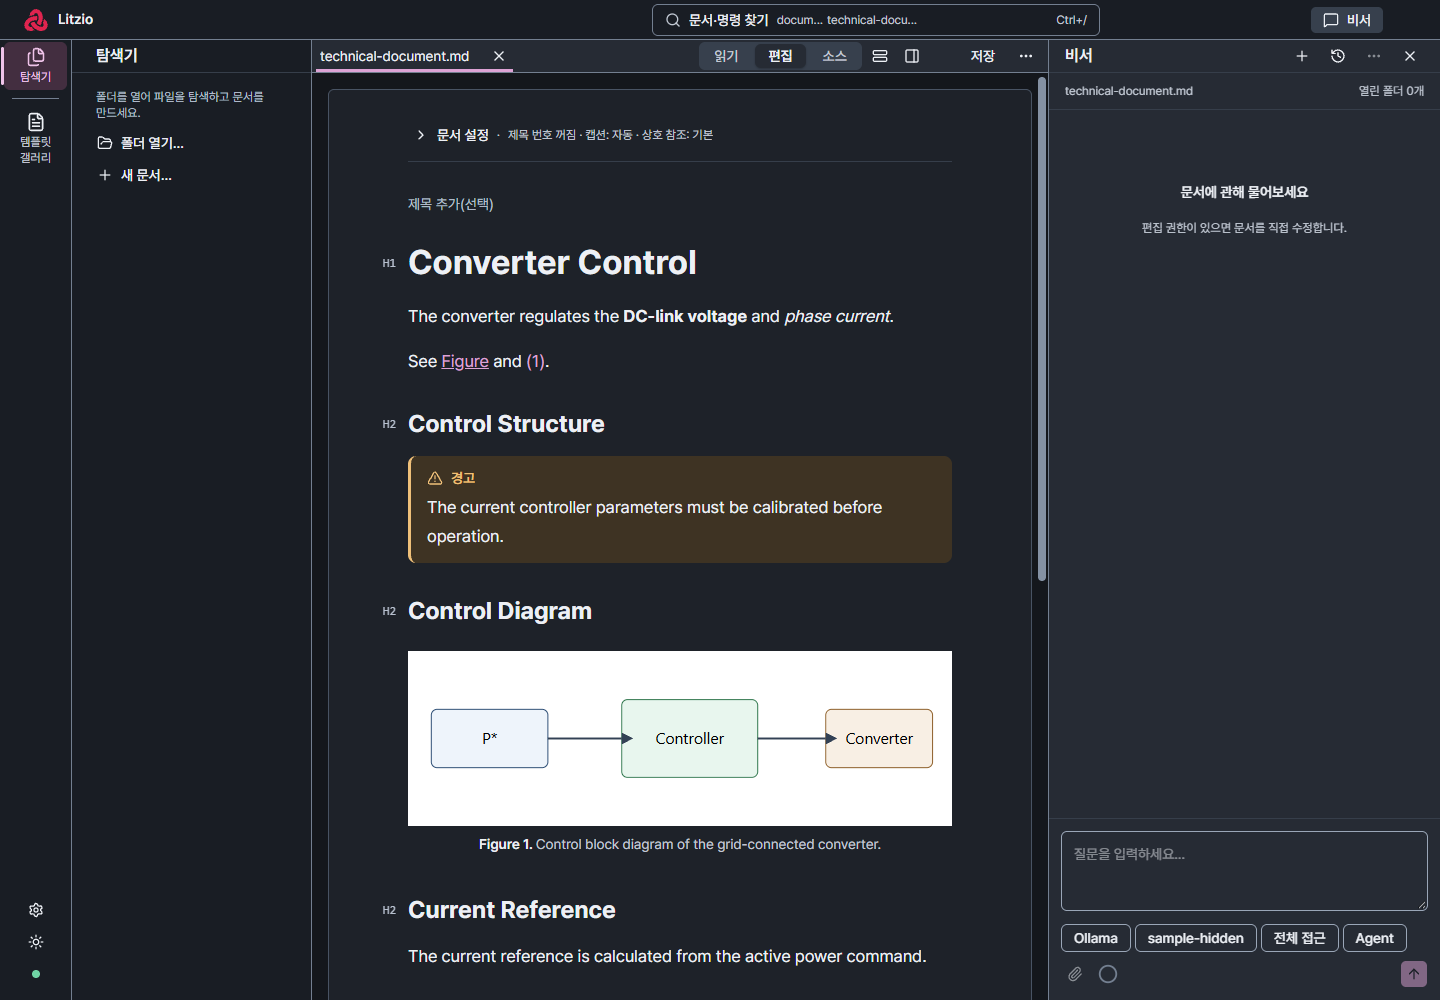 Litzio
문서·명령 찾기 docum... technical-docu... Ctrl+/
비서
탐색기
템플릿
갤러리
탐색기
폴더를 열어 파일을 탐색하고 문서를
만드세요.
폴더 열기...
새 문서...
technical-document.md
읽기 편집 소스
저장
문서 설정 · 제목 번호 꺼짐 · 캡션: 자동 · 상호 참조: 기본
제목 추가(선택)
H1 Converter Control
The converter regulates the DC-link voltage and phase current.
See Figure and (1).
H2 Control Structure
경고
The current controller parameters must be calibrated before
operation.
H2 Control Diagram
P* Controller Converter
Figure 1. Control block diagram of the grid-connected converter.
H2 Current Reference
The current reference is calculated from the active power command.
비서
technical-document.md 열린 폴더 0개
문서에 관해 물어보세요
편집 권한이 있으면 문서를 직접 수정합니다.
질문을 입력하세요...
Ollama sample-hidden 전체 접근 Agent